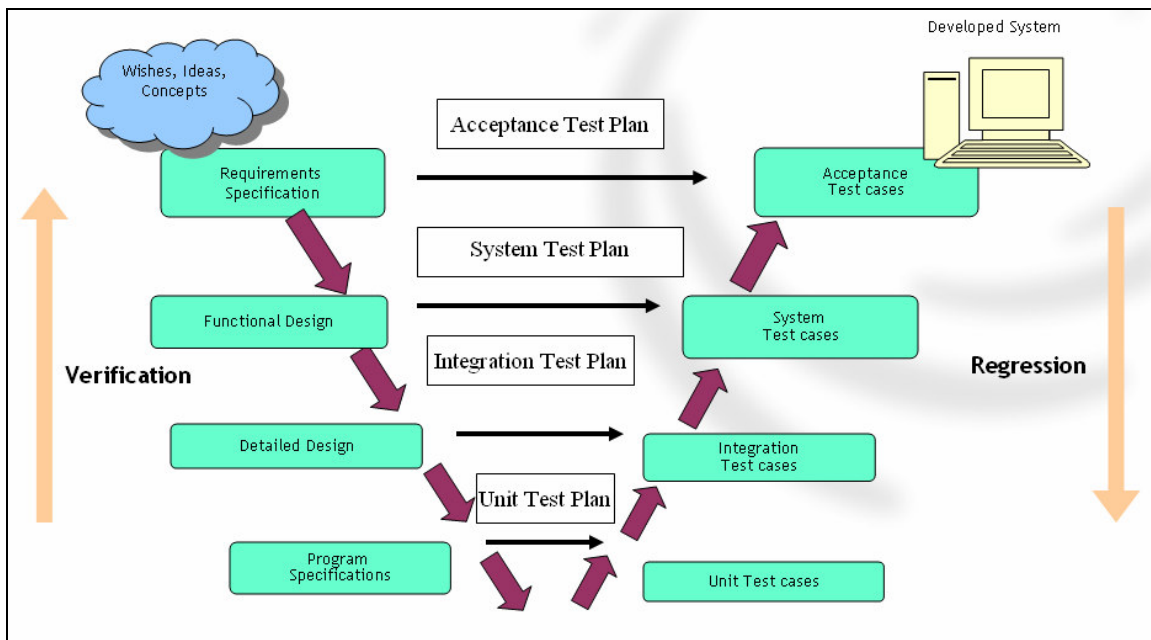 Developed System
Wishes, Ideas,
Concepts
Acceptance Test Plan
Requirements
Specification
Acceptance
Test cases
System Test Plan
Functional Design
System
Test cases
Integration Test Plan
Verification
Regression
Detailed Design
Integration
Test cases
Unit Test Plan
Program
Specifications
Unit Test cases